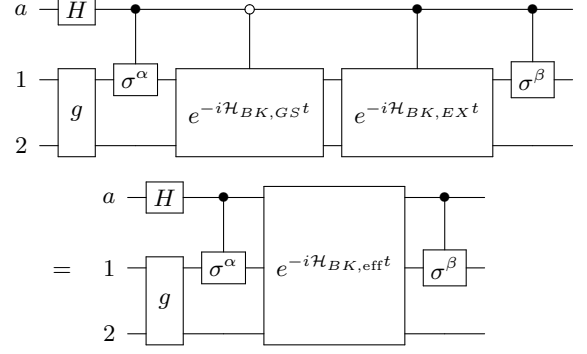 a H
1 g σ^α e^{-iℋ_{BK,GS}t} e^{-iℋ_{BK,EX}t} σ^β
2
a H
= 1 g σ^α e^{-iℋ_{BK,eff}t} σ^β
2